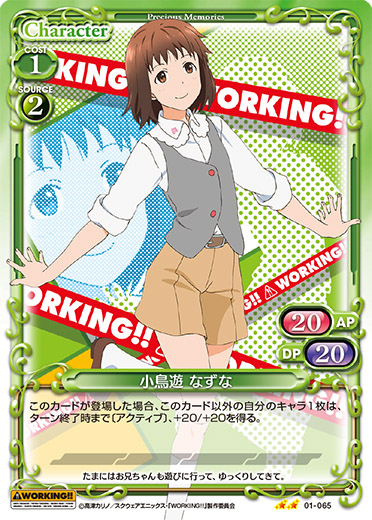 Precious Memories
Character
COST
1
SOURCE
2
KING!!
WORKING!!
WORKING!!
WORKING!!
20 AP
DP 20
小鳥遊 なずな
このカードが登場した場合、このカード以外の自分のキャラ1枚は、
ターン終了時まで〔アクティブ〕、+20/+20を得る。
たまにはお兄ちゃんも遊びに行って、ゆっくりしてきて。
WORKING!!
©高津カリノ/スクウェアエニックス・「WORKING!!」製作委員会
01-065